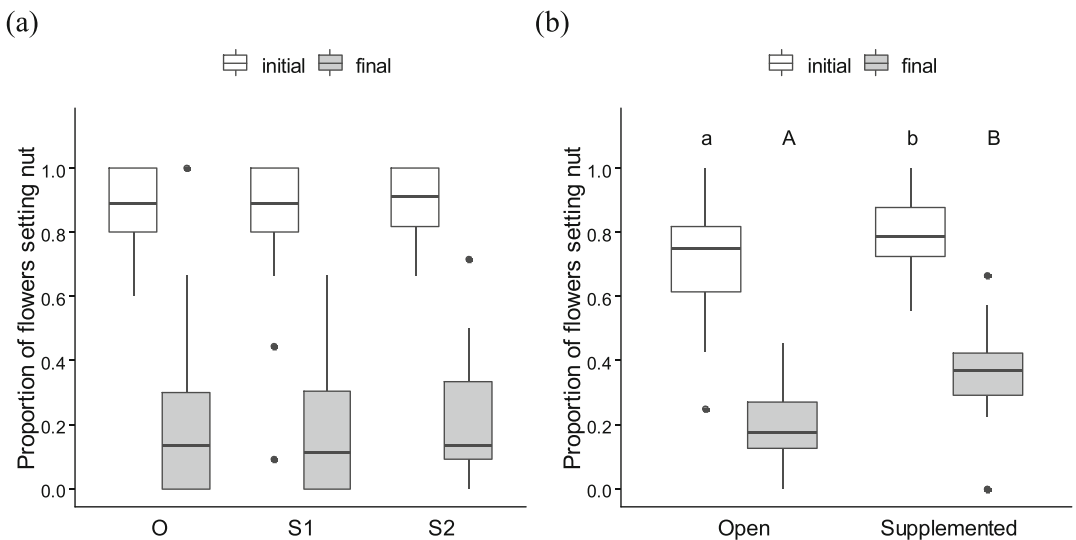 (a)
initial final
Proportion of flowers setting nut
1.0
0.8
0.6
0.4
0.2
0.0
O S1 S2
(b)
initial final
Proportion of flowers setting nut
a A b B
1.0
0.8
0.6
0.4
0.2
0.0
Open Supplemented